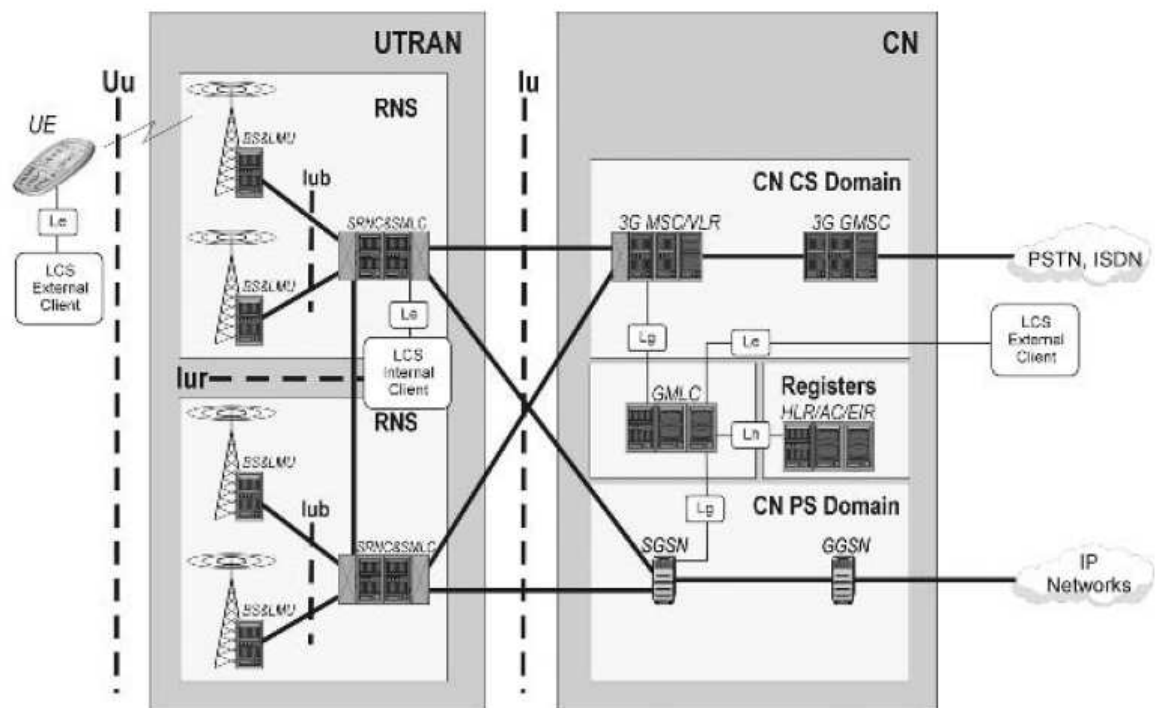 UTRAN
CN
Uu
Iu
RNS
UE
BS&LMU
Iub
CN CS Domain
SRNC&SMLC
3G MSC/VLR
3G GMSC
Le
PSTN, ISDN
LCS
External
Client
BS&LMU
Le
Lg
Le
LCS
External
Client
LCS
Internal
Client
Iur
GMLC
Registers
HLR/AC/EIR
RNS
Lh
BS&LMU
Iub
Lg
CN PS Domain
SRNC&SMLC
SGSN
GGSN
IP
Networks
BS&LMU